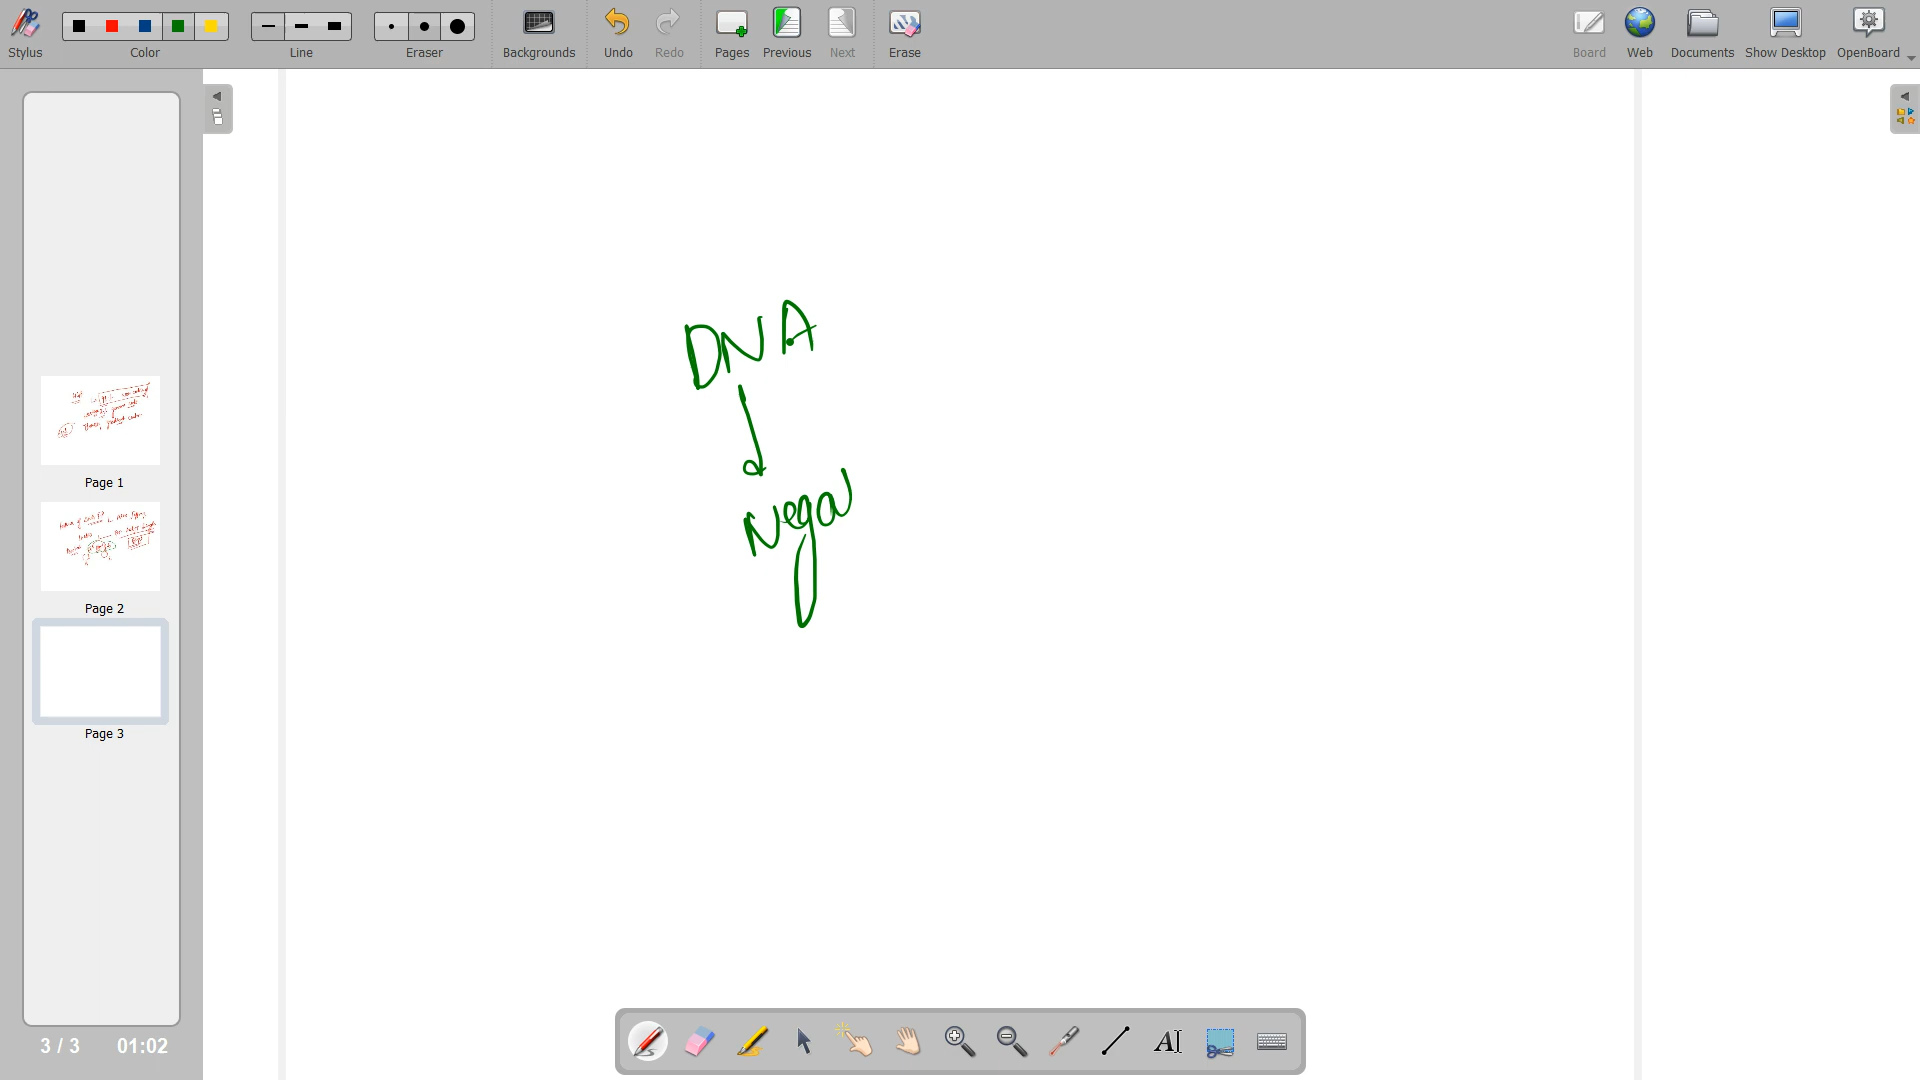 Stylus
Color
Line
Eraser
Backgrounds
Undo
Redo
Pages
Previous
Next
Erase
Board
Web
Documents
Show Desktop
OpenBoard
DNA
Page 1
Page 2
Page 3
3 / 3 01:02